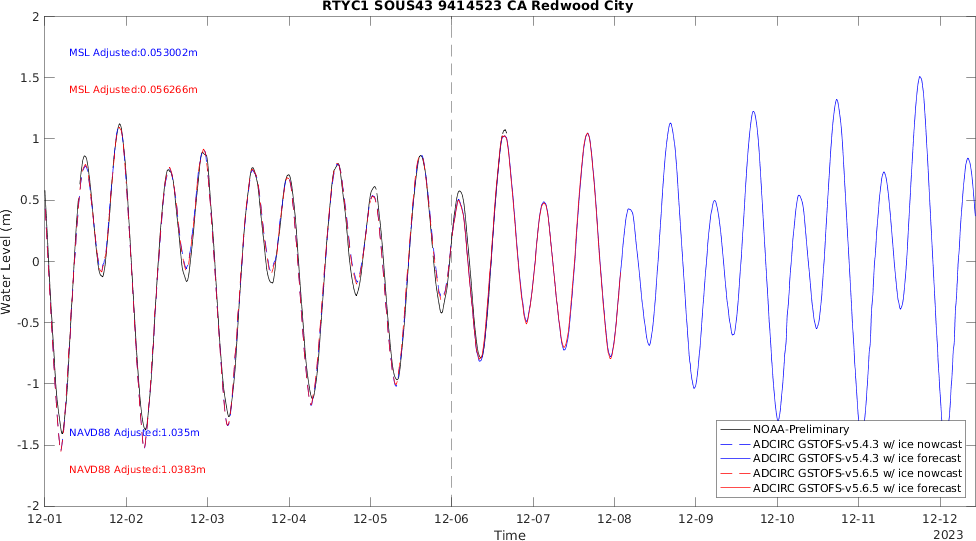 RTYC1 SOUS43 9414523 CA Redwood City
2
MSL Adjusted:0.053002m
1.5
MSL Adjusted:0.056266m
1
0.5
Water Level (m)
0
-0.5
-1
NAVD88 Adjusted:1.035m
-1.5
NAVD88 Adjusted:1.0383m
-2
NOAA-Preliminary
ADCIRC GSTOFS-v5.4.3 w/ ice nowcast
ADCIRC GSTOFS-v5.4.3 w/ ice forecast
ADCIRC GSTOFS-v5.6.5 w/ ice nowcast
ADCIRC GSTOFS-v5.6.5 w/ ice forecast
12-01 12-02 12-03 12-04 12-05 12-06 12-07 12-08 12-09 12-10 12-11 12-12
Time
2023